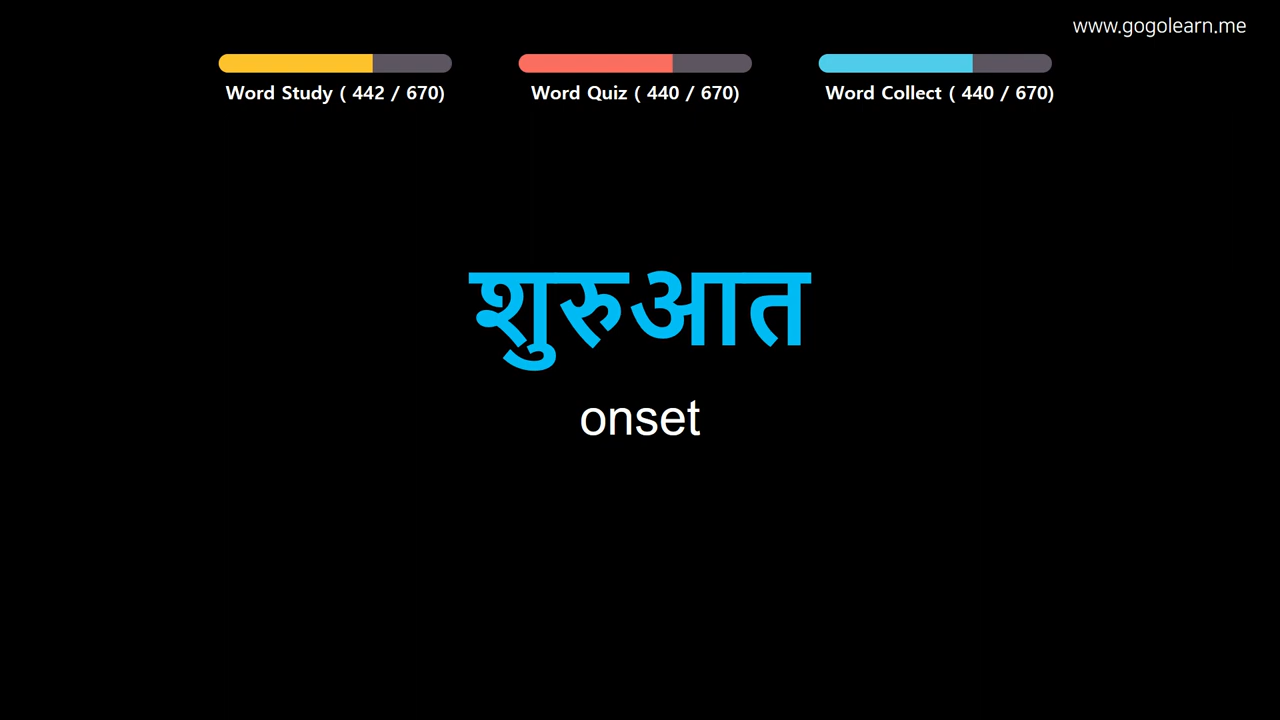 www.gogolearn.me
Word Study ( 442 / 670)
Word Quiz ( 440 / 670)
Word Collect ( 440 / 670)
शुरुआत
onset